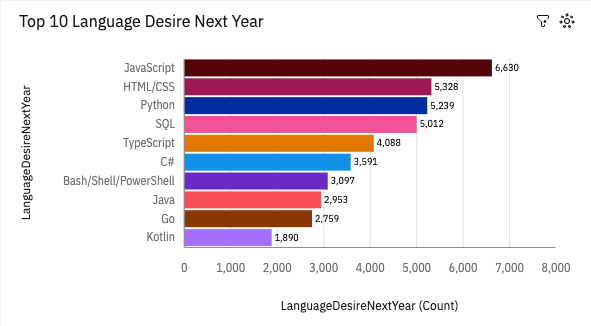 Top 10 Language Desire Next Year
LanguageDesireNextYear
JavaScript 6,630
HTML/CSS 5,328
Python 5,239
SQL 5,012
TypeScript 4,088
C# 3,591
Bash/Shell/PowerShell 3,097
Java 2,953
Go 2,759
Kotlin 1,890
0 1,000 2,000 3,000 4,000 5,000 6,000 7,000 8,000
LanguageDesireNextYear (Count)